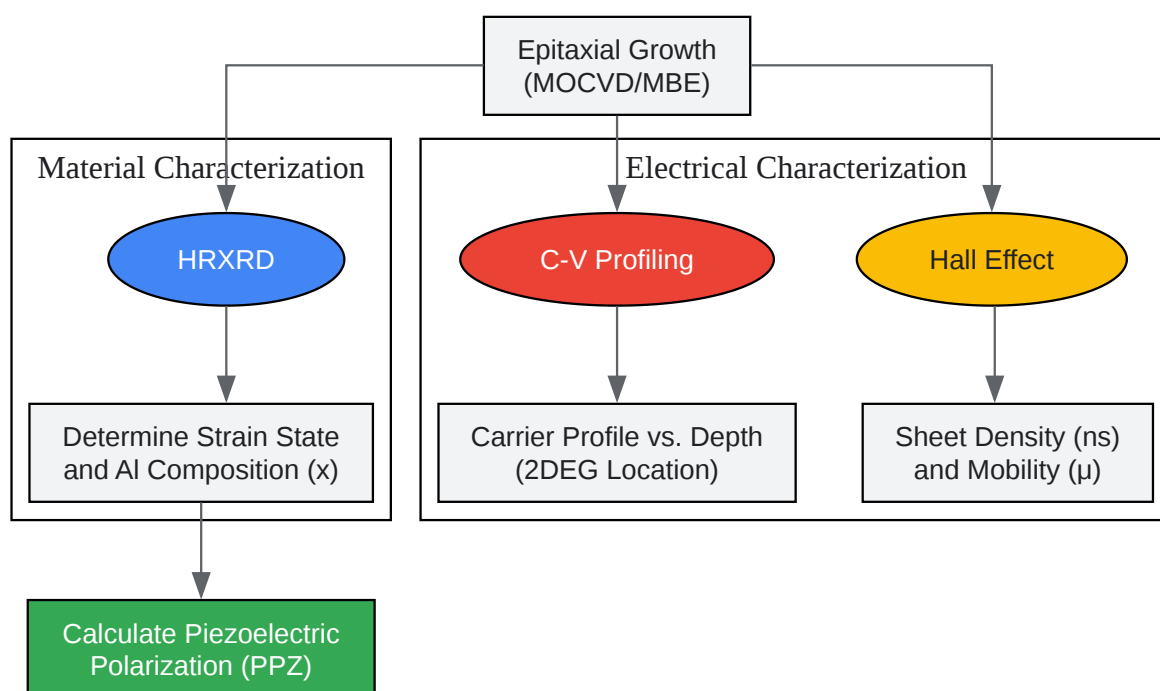 Epitaxial Growth
(MOCVD/MBE)
Material Characterization
Electrical Characterization
HRXRD
C-V Profiling
Hall Effect
Determine Strain State
and Al Composition (x)
Carrier Profile vs. Depth
(2DEG Location)
Sheet Density (ns)
and Mobility (μ)
Calculate Piezoelectric
Polarization (PPZ)